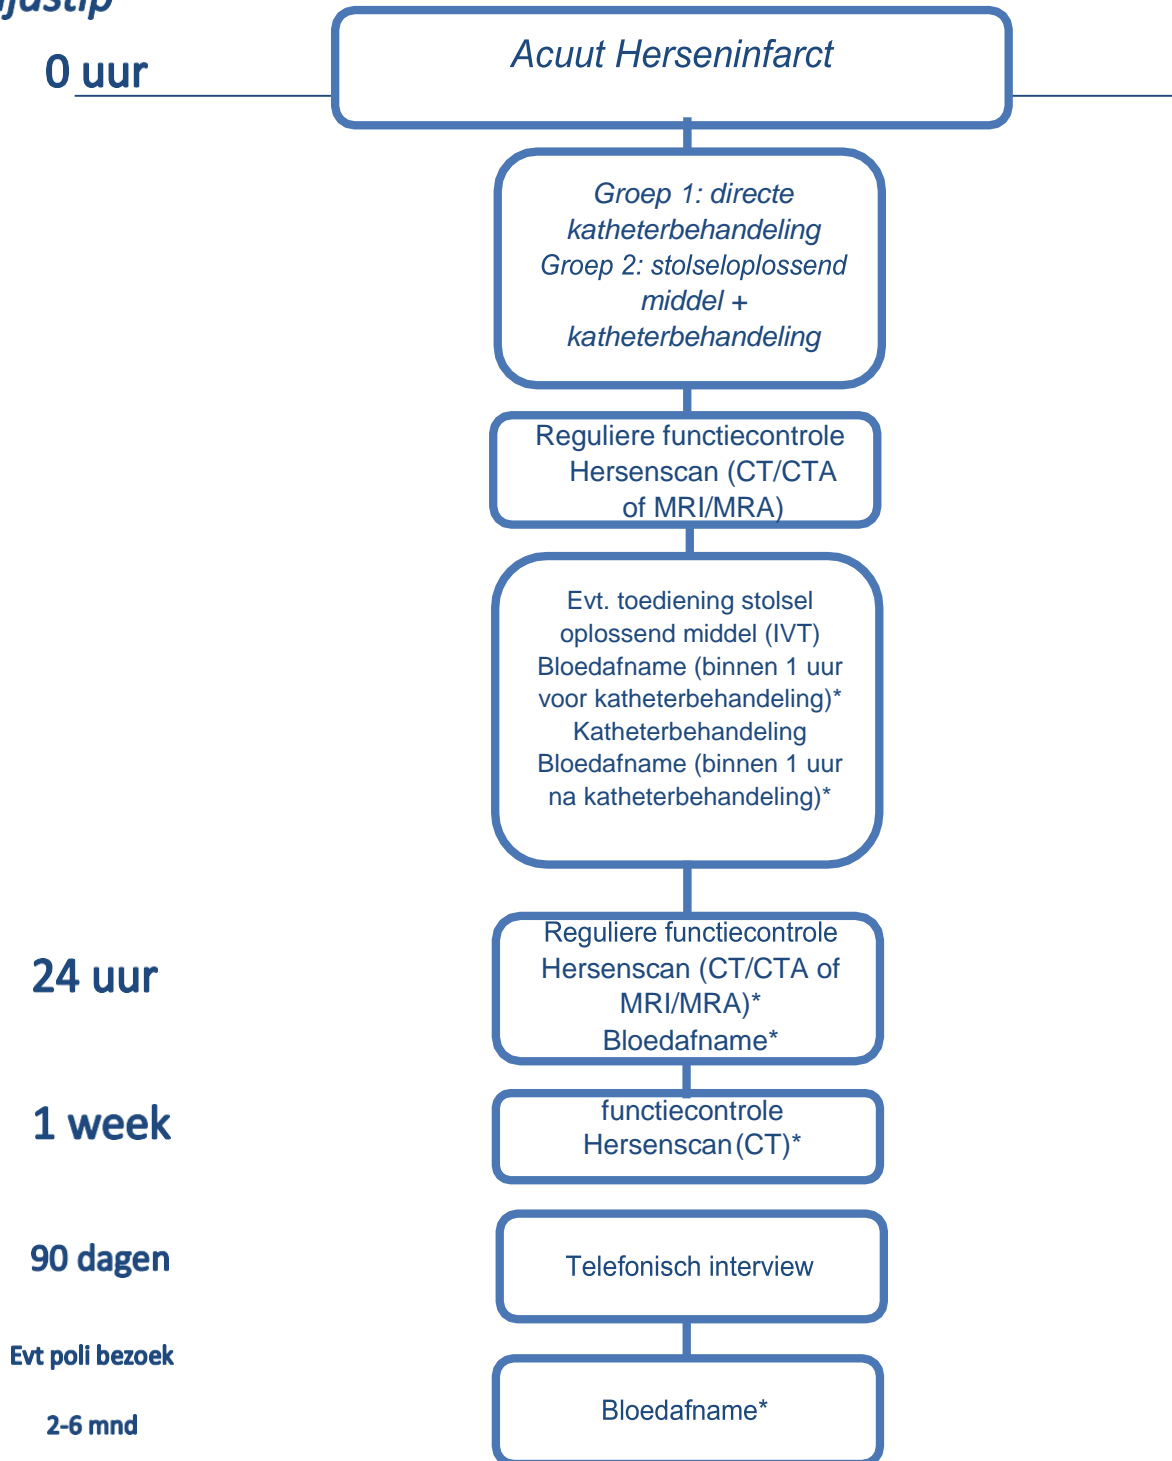 0 uur
Acuut Herseninfarct
Groep 1: directe
katheterbehandeling
Groep 2: stolseloplossend
middel +
katheterbehandeling
Reguliere functiecontrole
Hersenscan (CT/CTA
of MRI/MRA)
Evt. toediening stolsel
oplossend middel (IVT)
Bloedafname (binnen 1 uur
voor katheterbehandeling)*
Katheterbehandeling
Bloedafname (binnen 1 uur
na katheterbehandeling)*
24 uur
Reguliere functiecontrole
Hersenscan (CT/CTA of
MRI/MRA)*
Bloedafname*
1 week
functiecontrole
Hersenscan (CT)*
90 dagen
Telefonisch interview
Evt poli bezoek
2-6 mnd
Bloedafname*